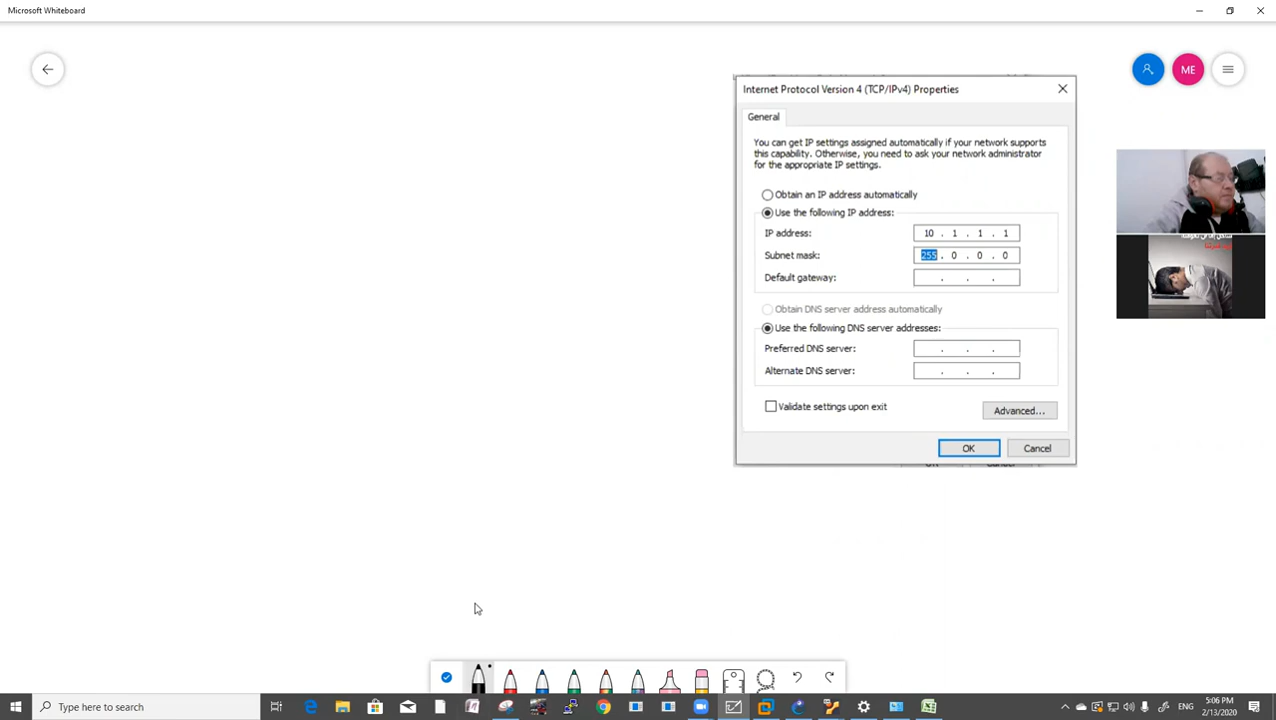 Microsoft Whiteboard
ME
Internet Protocol Version 4 (TCP/IPv4) Properties
General
You can get IP settings assigned automatically if your network supports
this capability. Otherwise, you need to ask your network administrator
for the appropriate IP settings.
Obtain an IP address automatically
Use the following IP address:
IP address: 10 . 1 . 1 . 1
Subnet mask: 255 . 0 . 0 . 0
Default gateway: . . .
Obtain DNS server address automatically
Use the following DNS server addresses:
Preferred DNS server: . . .
Alternate DNS server: . . .
Validate settings upon exit
Advanced...
OK Cancel
Type here to search
ENG
5:06 PM
2/13/2020